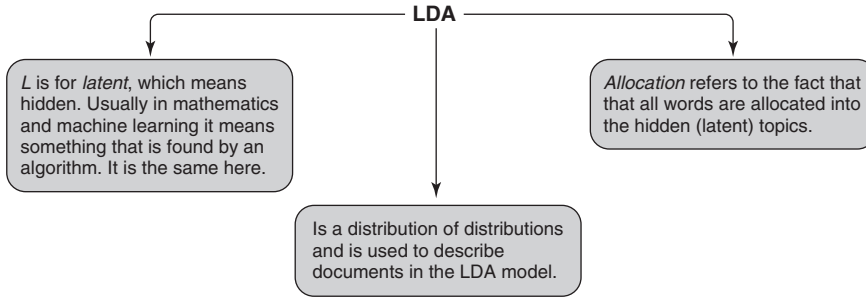 LDA
L is for latent, which means
hidden. Usually in mathematics
and machine learning it means
something that is found by an
algorithm. It is the same here.
Allocation refers to the fact that
that all words are allocated into
the hidden (latent) topics.
Is a distribution of distributions
and is used to describe
documents in the LDA model.